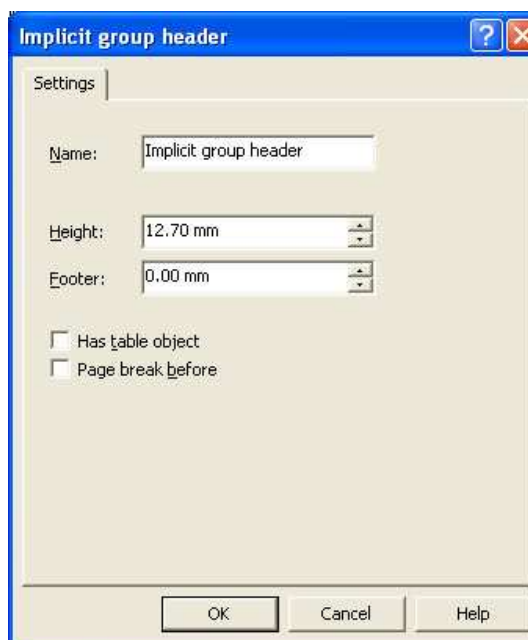 Implicit group header
Settings
Name: Implicit group header
Height: 12.70 mm
Footer: 0.00 mm
Has table object
Page break before
OK Cancel Help